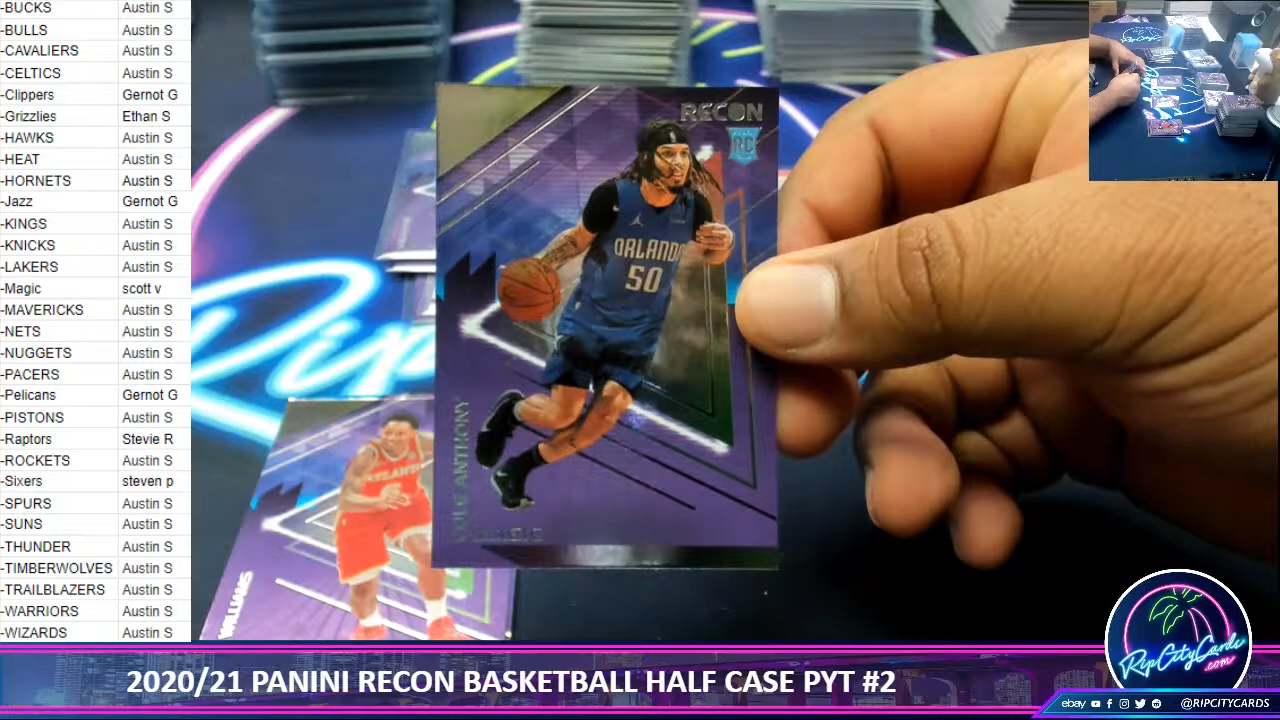 -BUCKS Austin S
-BULLS Austin S
-CAVALIERS Austin S
-CELTICS Austin S
-Clippers Gernot G
-Grizzlies Ethan S
-HAWKS Austin S
-HEAT Austin S
-HORNETS Austin S
-Jazz Gernot G
-KINGS Austin S
-KNICKS Austin S
-LAKERS Austin S
-Magic scott v
-MAVERICKS Austin S
-NETS Austin S
-NUGGETS Austin S
-PACERS Austin S
-Pelicans Gernot G
-PISTONS Austin S
-Raptors Stevie R
-ROCKETS Austin S
-Sixers steven p
-SPURS Austin S
-SUNS Austin S
-THUNDER Austin S
-TIMBERWOLVES Austin S
-TRAILBLAZERS Austin S
-WARRIORS Austin S
-WIZARDS Austin S
RECON
RC
ORLANDO
50
COLE ANTHONY
ATLANTA
WILLIAMS
Rip
RipCityCards
.com
2020/21 PANINI RECON BASKETBALL HALF CASE PYT #2
ebay @RIPCITYCARDS